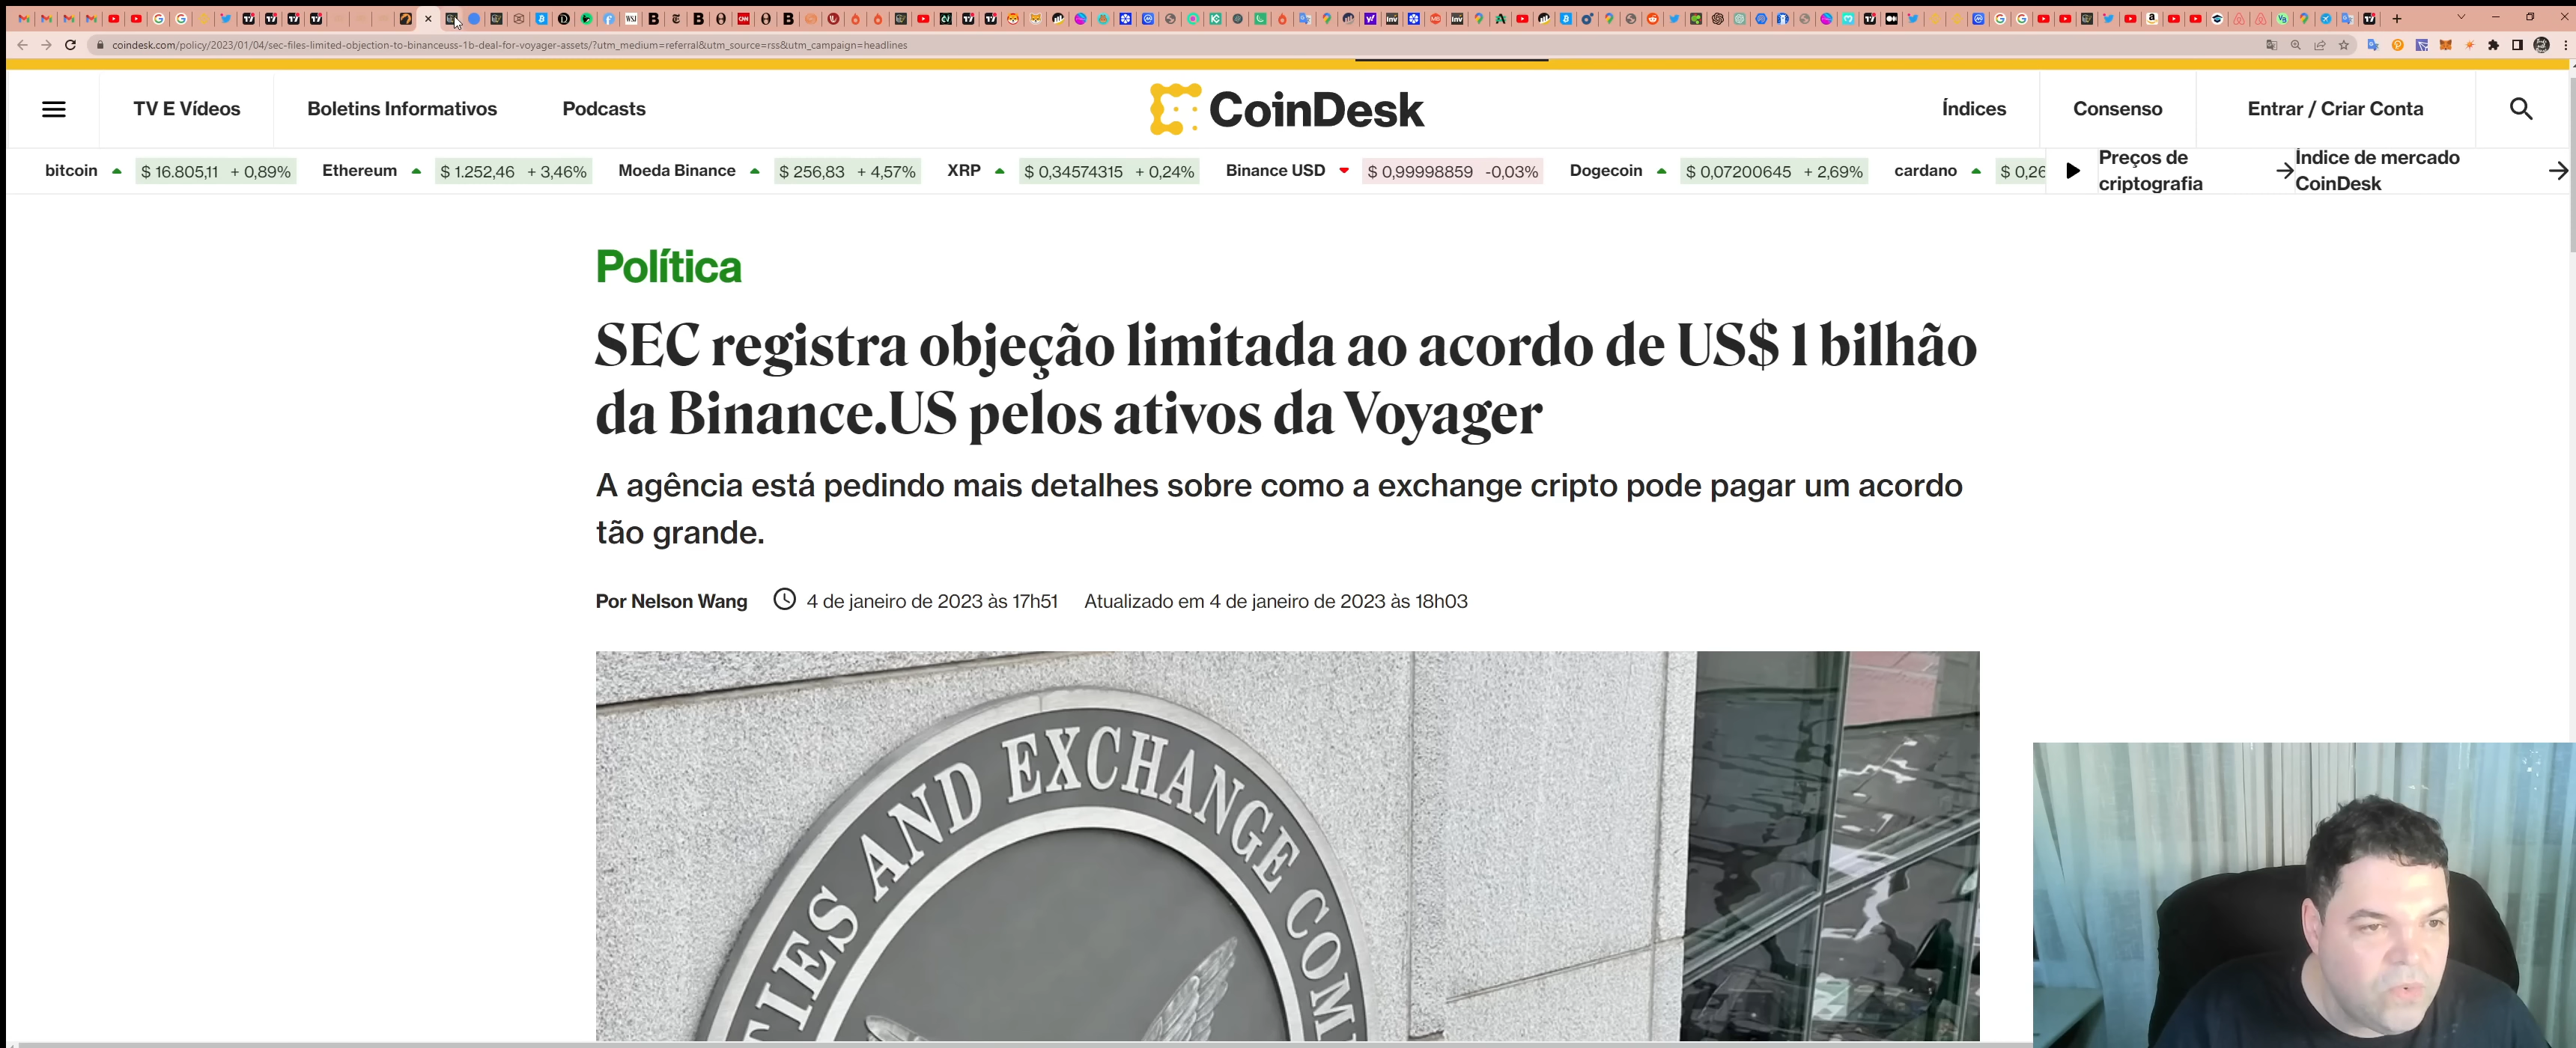 coindesk.com/policy/2023/01/04/sec-files-limited-objection-to-binanceuss-1b-deal-for-voyager-assets/?utm_medium=referral&utm_source=rss&utm_campaign=headlines
TV E Vídeos
Boletins Informativos
Podcasts
CoinDesk
Índices
Consenso
Entrar / Criar Conta
bitcoin $ 16.805,11 + 0,89% Ethereum $ 1.252,46 + 3,46% Moeda Binance $ 256,83 + 4,57% XRP $ 0,34574315 + 0,24% Binance USD $ 0,99998859 -0,03% Dogecoin $ 0,07200645 + 2,69% cardano $ 0,26
Preços de
criptografia
Índice de mercado
CoinDesk
Política
SEC registra objeção limitada ao acordo de US$ 1 bilhão
da Binance.US pelos ativos da Voyager
A agência está pedindo mais detalhes sobre como a exchange cripto pode pagar um acordo
tão grande.
Por Nelson Wang 4 de janeiro de 2023 às 17h51 Atualizado em 4 de janeiro de 2023 às 18h03
TIES AND EXCHANGE COM